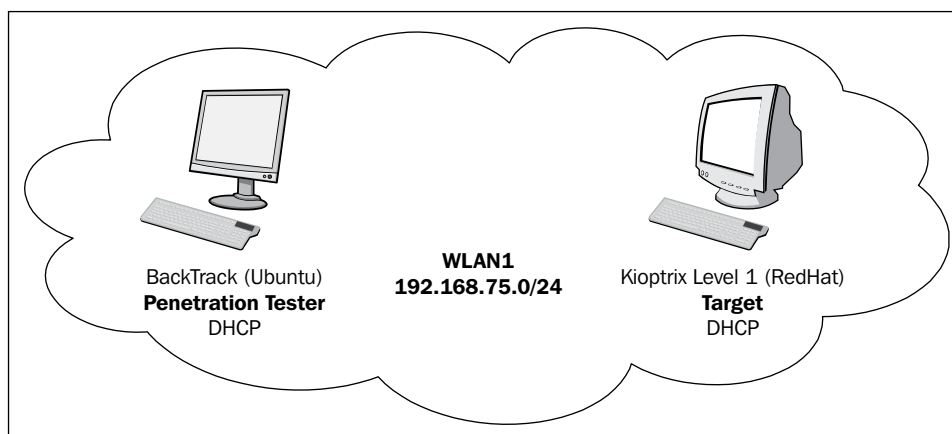 BackTrack (Ubuntu)
Penetration Tester
DHCP
WLAN1
192.168.75.0/24
Kioptrix Level 1 (RedHat)
Target
DHCP